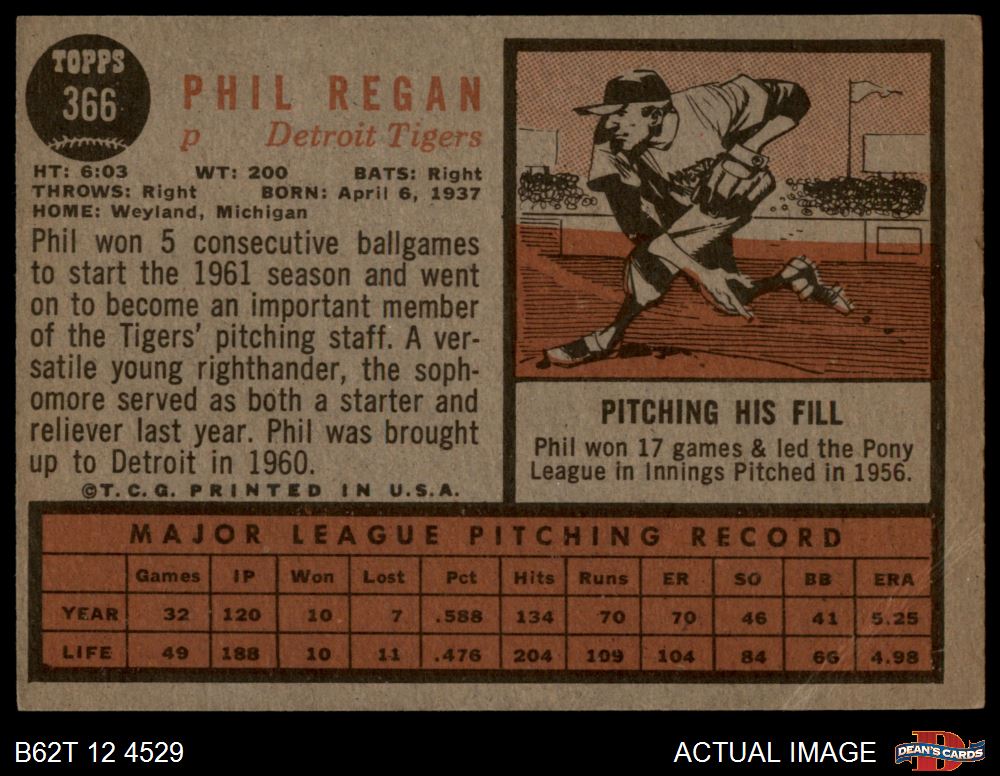 TOPPS
366
PHIL REGAN
p Detroit Tigers
HT: 6:03 WT: 200 BATS: Right
THROWS: Right BORN: April 6, 1937
HOME: Weyland, Michigan
Phil won 5 consecutive ballgames
to start the 1961 season and went
on to become an important member
of the Tigers' pitching staff. A ver-
satile young righthander, the soph-
omore served as both a starter and
reliever last year. Phil was brought
up to Detroit in 1960.
©T.C.G. PRINTED IN U.S.A.
PITCHING HIS FILL
Phil won 17 games & led the Pony
League in Innings Pitched in 1956.
MAJOR LEAGUE PITCHING RECORD
Games IP Won Lost Pct Hits Runs ER SO BB ERA
YEAR 32 120 10 7 .588 134 70 70 46 41 5.25
LIFE 49 188 10 11 .476 204 109 104 84 66 4.98
B62T 12 4529
ACTUAL IMAGE
D
DEAN'S CARDS